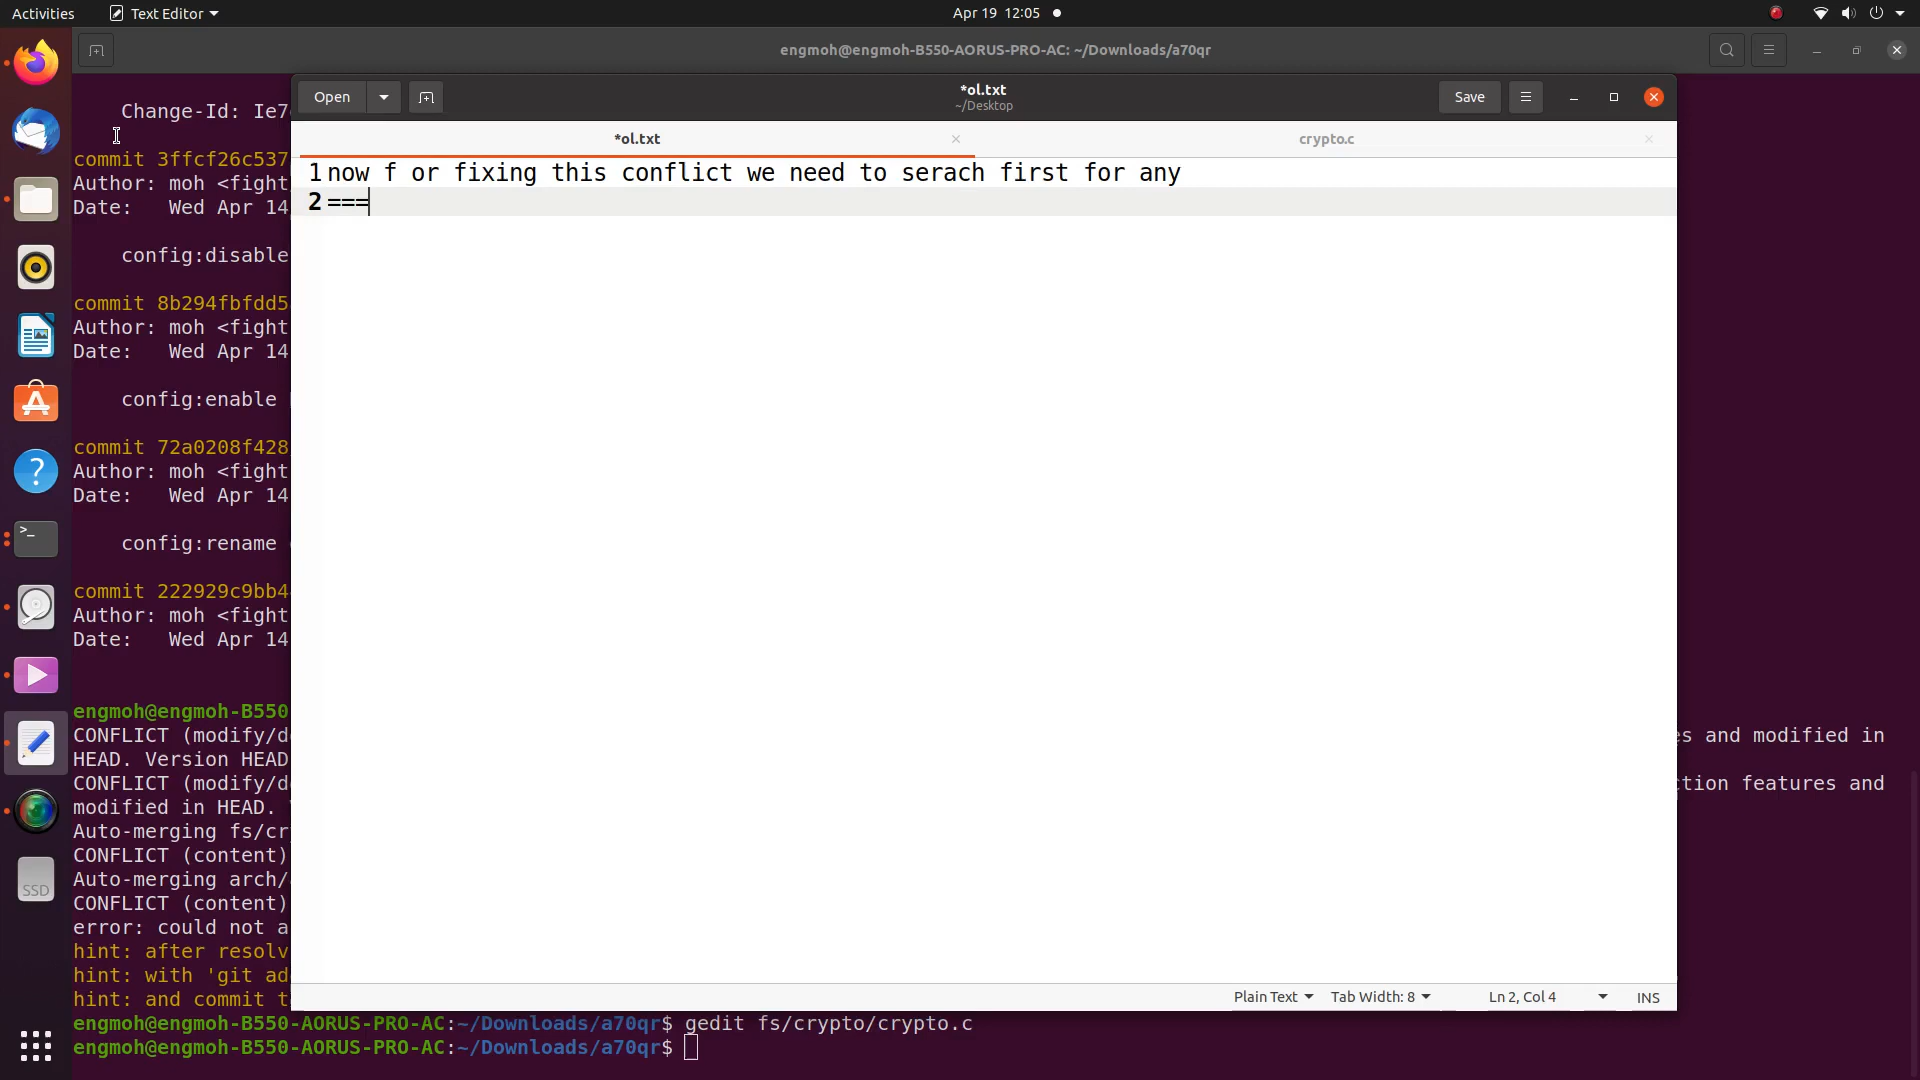 Activities
Text Editor
Apr 19 12:05
engmoh@engmoh-B550-AORUS-PRO-AC: ~/Downloads/a70qr
Open
*ol.txt
~/Desktop
Save
*ol.txt
crypto.c
1 now f or fixing this conflict we need to serach first for any
2 ===
Change-Id: Ie7
commit 3ffcf26c537
Author: moh <fight
Date:   Wed Apr 14
config:disable
commit 8b294fbfdd5
Author: moh <fight
Date:   Wed Apr 14
config:enable
commit 72a0208f428
Author: moh <fight
Date:   Wed Apr 14
config:rename
commit 222929c9bb4
Author: moh <fight
Date:   Wed Apr 14
engmoh@engmoh-B550
CONFLICT (modify/d
s and modified in
HEAD. Version HEAD
CONFLICT (modify/d
ction features and
modified in HEAD.
Auto-merging fs/cr
CONFLICT (content)
Auto-merging arch/
CONFLICT (content)
error: could not a
hint: after resolv
hint: with 'git ad
hint: and commit t
Plain Text
Tab Width: 8
Ln 2, Col 4
INS
engmoh@engmoh-B550-AORUS-PRO-AC:~/Downloads/a70qr$ gedit fs/crypto/crypto.c
engmoh@engmoh-B550-AORUS-PRO-AC:~/Downloads/a70qr$
SSD